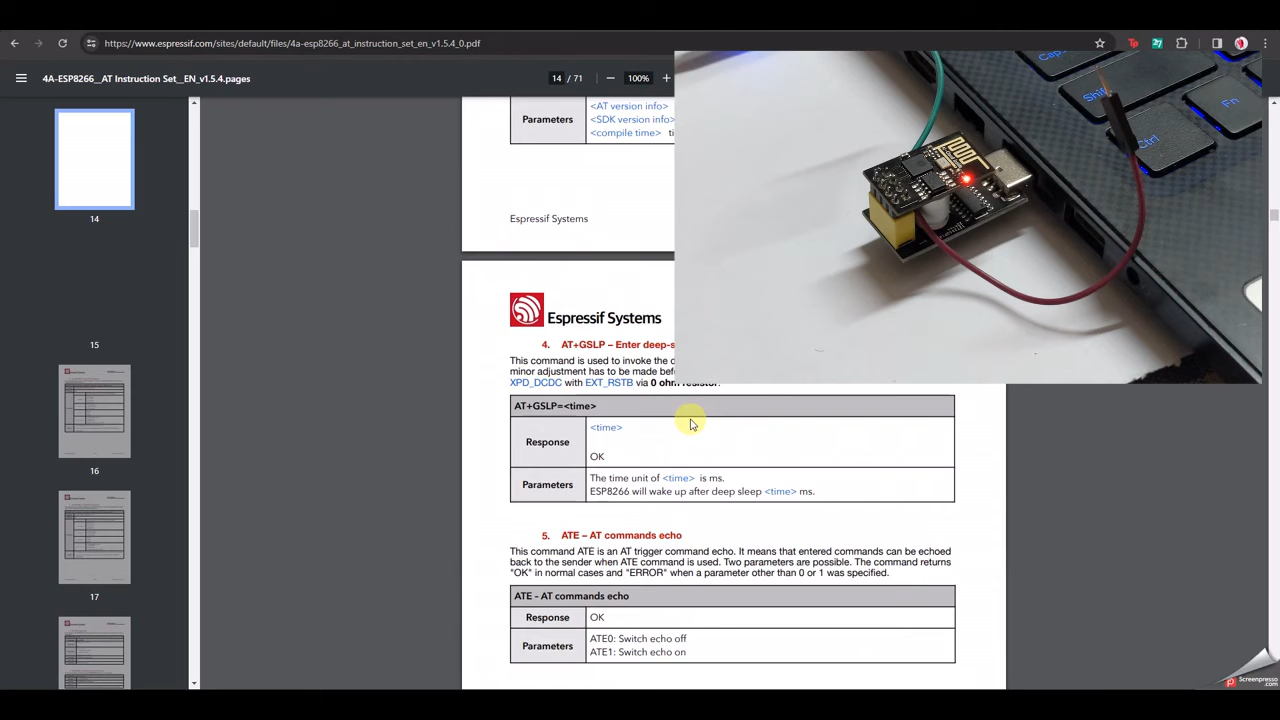 https://www.espressif.com/sites/default/files/4a-esp8266_at_instruction_set_en_v1.5.4_0.pdf
4A-ESP8266__AT Instruction Set__EN_v1.5.4.pages
14 / 71
100%
14
15
16
17
<AT version info>
<SDK version info>
Parameters
<compile time> ti
Espressif Systems
Espressif Systems
4. AT+GSLP – Enter deep-s
This command is used to invoke the d
minor adjustment has to be made bef
XPD_DCDC with EXT_RSTB via 0 ohm resistor.
AT+GSLP=<time>
<time>
Response
OK
The time unit of <time> is ms.
Parameters
ESP8266 will wake up after deep sleep <time> ms.
5. ATE – AT commands echo
This command ATE is an AT trigger command echo. It means that entered commands can be echoed
back to the sender when ATE command is used. Two parameters are possible. The command returns
"OK" in normal cases and "ERROR" when a parameter other than 0 or 1 was specified.
ATE – AT commands echo
Response OK
ATE0: Switch echo off
Parameters
ATE1: Switch echo on
Shift
Fn
Ctrl
Screenpresso
.com